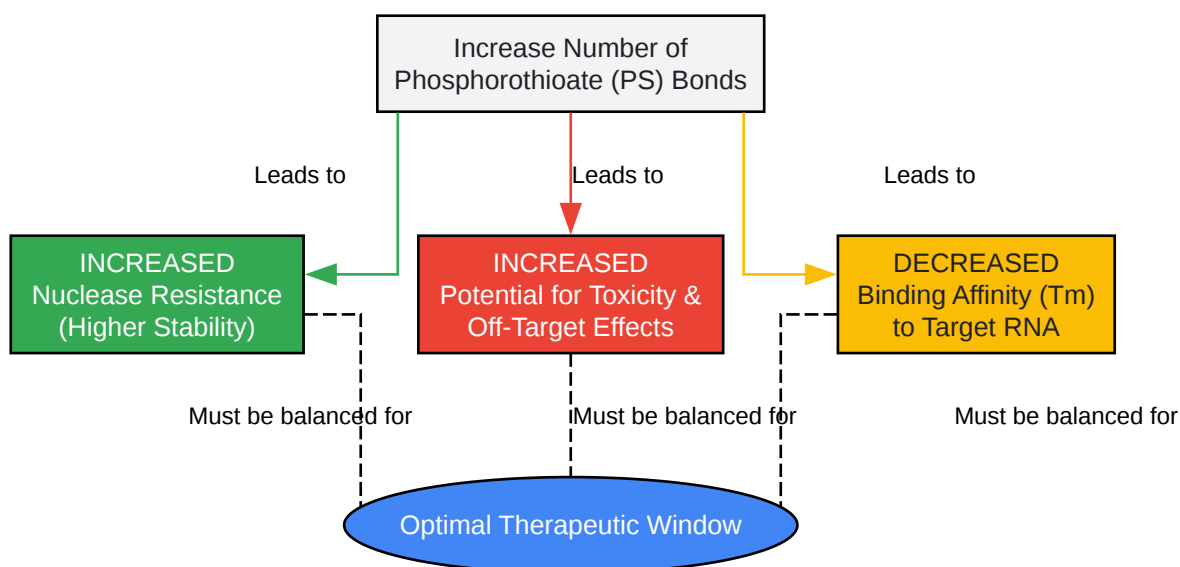 Increase Number of
Phosphorothioate (PS) Bonds
Leads to
Leads to
Leads to
INCREASED
Nuclease Resistance
(Higher Stability)
INCREASED
Potential for Toxicity &
Off-Target Effects
DECREASED
Binding Affinity (Tm)
to Target RNA
Must be balanced for
Must be balanced for
Must be balanced for
Optimal Therapeutic Window